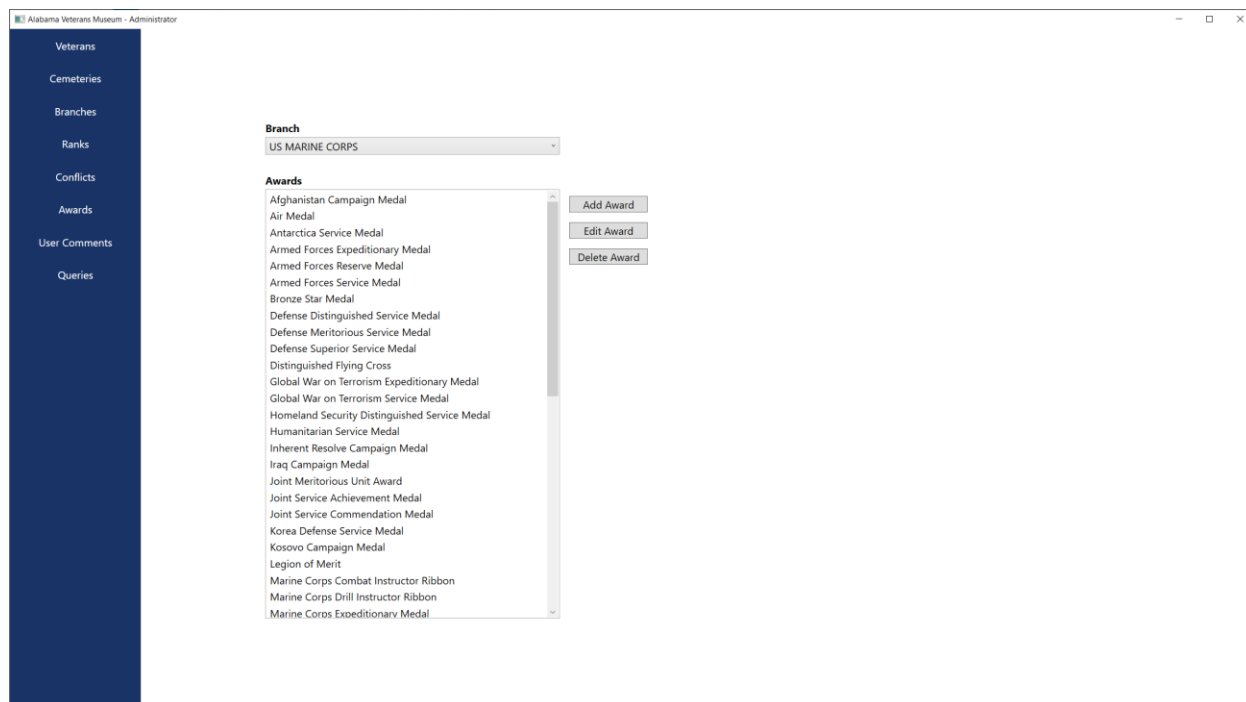 Alabama Veterans Museum - Administrator
Veterans
Cemeteries
Branches
Ranks
Conflicts
Awards
User Comments
Queries
Branch
US MARINE CORPS
Awards
Afghanistan Campaign Medal
Air Medal
Antarctica Service Medal
Armed Forces Expeditionary Medal
Armed Forces Reserve Medal
Armed Forces Service Medal
Bronze Star Medal
Defense Distinguished Service Medal
Defense Meritorious Service Medal
Defense Superior Service Medal
Distinguished Flying Cross
Global War on Terrorism Expeditionary Medal
Global War on Terrorism Service Medal
Homeland Security Distinguished Service Medal
Humanitarian Service Medal
Inherent Resolve Campaign Medal
Iraq Campaign Medal
Joint Meritorious Unit Award
Joint Service Achievement Medal
Joint Service Commendation Medal
Korea Defense Service Medal
Kosovo Campaign Medal
Legion of Merit
Marine Corps Combat Instructor Ribbon
Marine Corps Drill Instructor Ribbon
Marine Corps Expeditionary Medal
Add Award
Edit Award
Delete Award